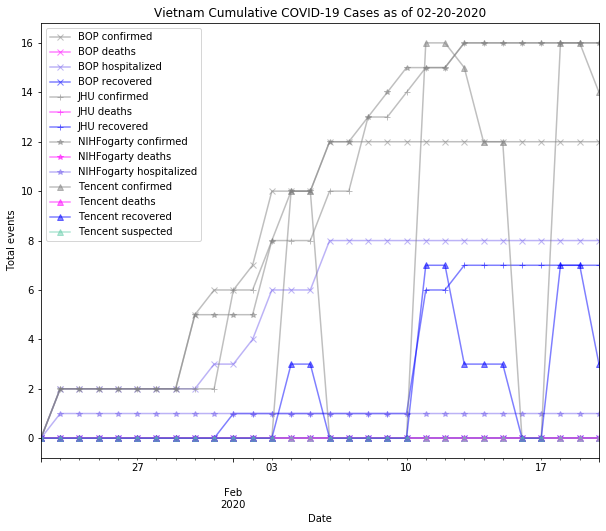 Vietnam Cumulative COVID-19 Cases as of 02-20-2020
16
14
12
10
8
6
4
2
0
Total events
BOP confirmed
BOP deaths
BOP hospitalized
BOP recovered
JHU confirmed
JHU deaths
JHU recovered
NIHFogarty confirmed
NIHFogarty deaths
NIHFogarty hospitalized
Tencent confirmed
Tencent deaths
Tencent recovered
Tencent suspected
27 03 10 17
Feb
2020
Date